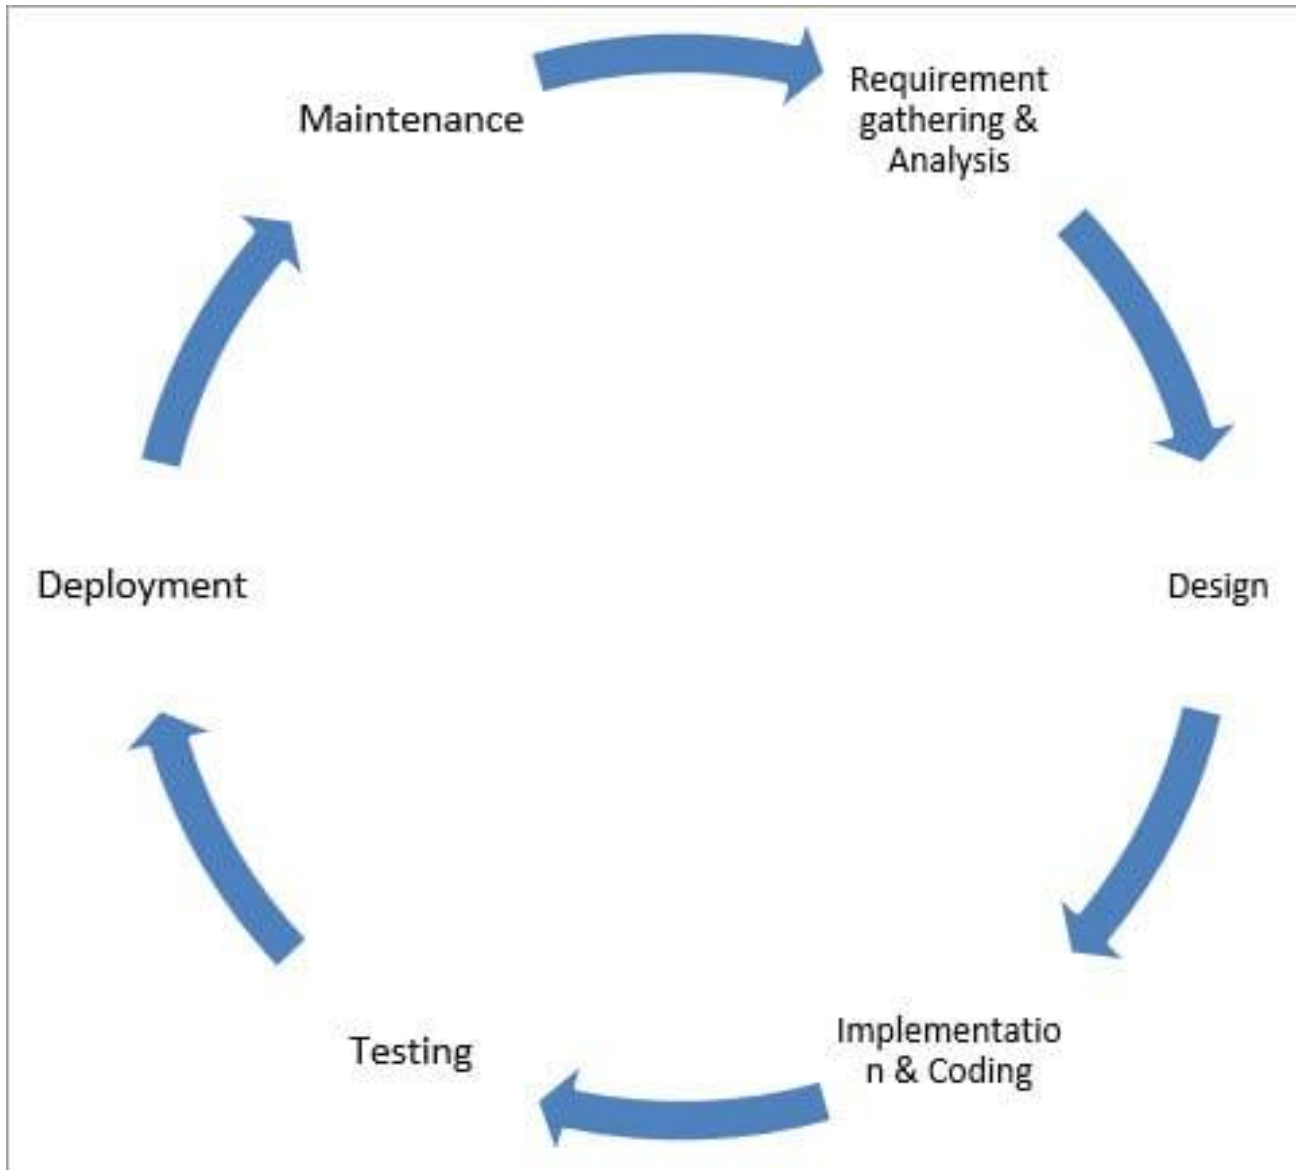 Maintenance
Requirement
gathering &
Analysis
Deployment
Design
Testing
Implementatio
n & Coding